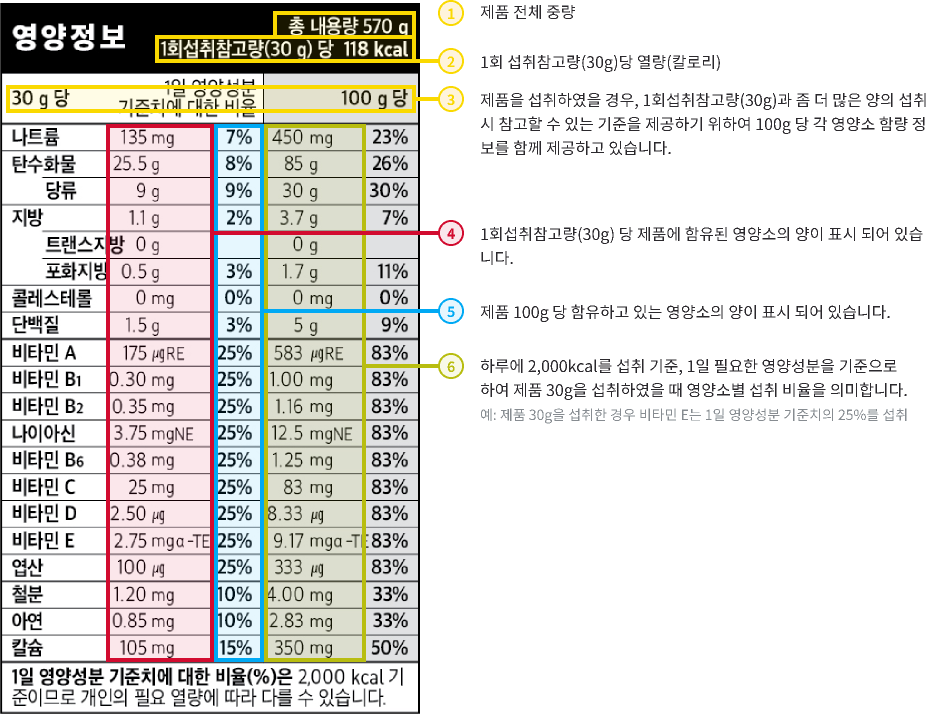 영양정보
총 내용량 570 g
1회섭취참고량(30 g) 당 118 kcal
30 g 당
1일 영양성분
기준치에 대한 비율
100 g 당
나트륨 135 mg 7% 450 mg 23%
탄수화물 25.5 g 8% 85 g 26%
당류 9 g 9% 30 g 30%
지방 1.1 g 2% 3.7 g 7%
트랜스지방 0 g 0 g
포화지방 0.5 g 3% 1.7 g 11%
콜레스테롤 0 mg 0% 0 mg 0%
단백질 1.5 g 3% 5 g 9%
비타민 A 175 ㎍RE 25% 583 ㎍RE 83%
비타민 B1 0.30 mg 25% 1.00 mg 83%
비타민 B2 0.35 mg 25% 1.16 mg 83%
나이아신 3.75 mgNE 25% 12.5 mgNE 83%
비타민 B6 0.38 mg 25% 1.25 mg 83%
비타민 C 25 mg 25% 83 mg 83%
비타민 D 2.50 ㎍ 25% 8.33 ㎍ 83%
비타민 E 2.75 mgα-TE 25% 9.17 mgα-TE 83%
엽산 100 ㎍ 25% 333 ㎍ 83%
철분 1.20 mg 10% 4.00 mg 33%
아연 0.85 mg 10% 2.83 mg 33%
칼슘 105 mg 15% 350 mg 50%
1일 영양성분 기준치에 대한 비율(%)은 2,000 kcal 기
준이므로 개인의 필요 열량에 따라 다를 수 있습니다.
1 제품 전체 중량
2 1회 섭취참고량(30g)당 열량(칼로리)
3 제품을 섭취하였을 경우, 1회섭취참고량(30g)과 좀 더 많은 양의 섭취
시 참고할 수 있는 기준을 제공하기 위하여 100g 당 각 영양소 함량 정
보를 함께 제공하고 있습니다.
4 1회섭취참고량(30g) 당 제품에 함유된 영양소의 양이 표시 되어 있습
니다.
5 제품 100g 당 함유하고 있는 영양소의 양이 표시 되어 있습니다.
6 하루에 2,000kcal를 섭취 기준, 1일 필요한 영양성분을 기준으로
하여 제품 30g을 섭취하였을 때 영양소별 섭취 비율을 의미합니다.
예: 제품 30g을 섭취한 경우 비타민 E는 1일 영양성분 기준치의 25%를 섭취